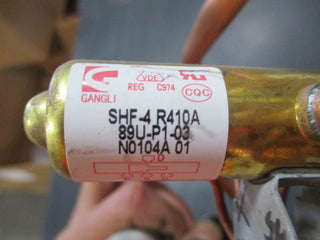 GANGLI
VDE
REG C974
CQC
SHF-4 R410A
89U-P1-03
N0104A 01
D